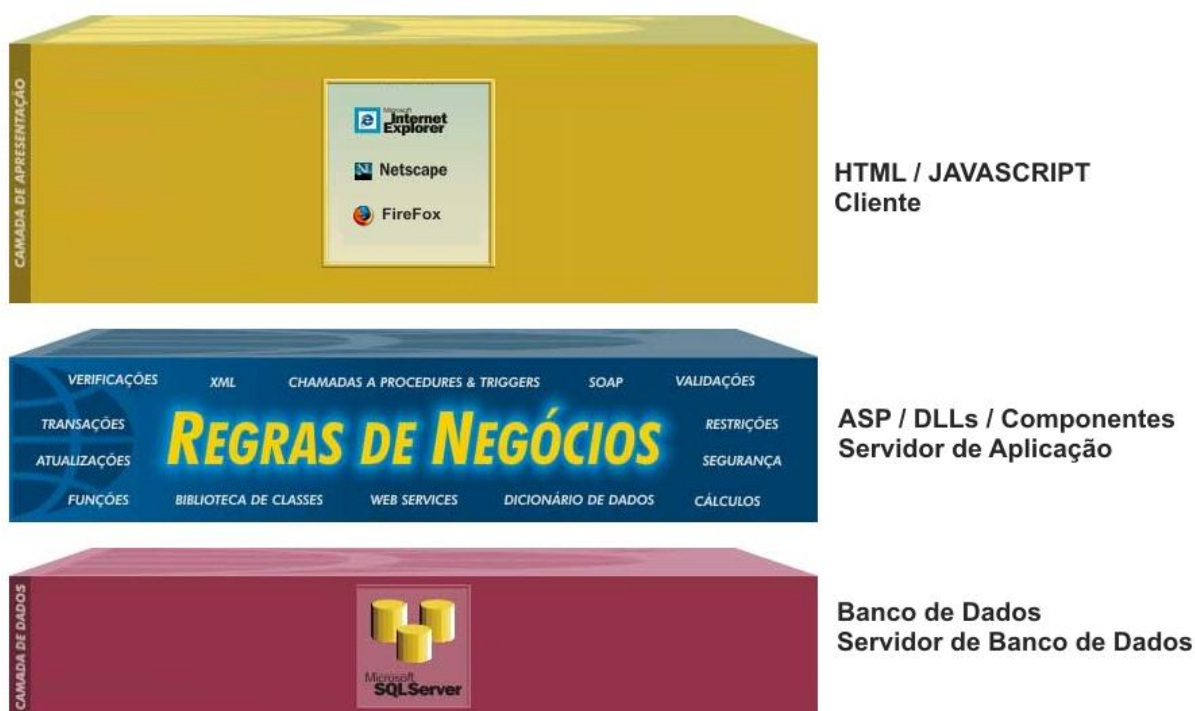 CAMADA DE APRESENTAÇÃO
Microsoft
Internet
Explorer
Netscape
FireFox
HTML / JAVASCRIPT
Cliente
VERIFICAÇÕES XML CHAMADAS A PROCEDURES & TRIGGERS SOAP VALIDAÇÕES
TRANSAÇÕES
REGRAS DE NEGÓCIOS
RESTRIÇÕES
ATUALIZAÇÕES
SEGURANÇA
FUNÇÕES BIBLIOTECA DE CLASSES WEB SERVICES DICIONÁRIO DE DADOS CÁLCULOS
ASP / DLLs / Componentes
Servidor de Aplicação
CAMADA DE DADOS
Microsoft
SQLServer
Banco de Dados
Servidor de Banco de Dados